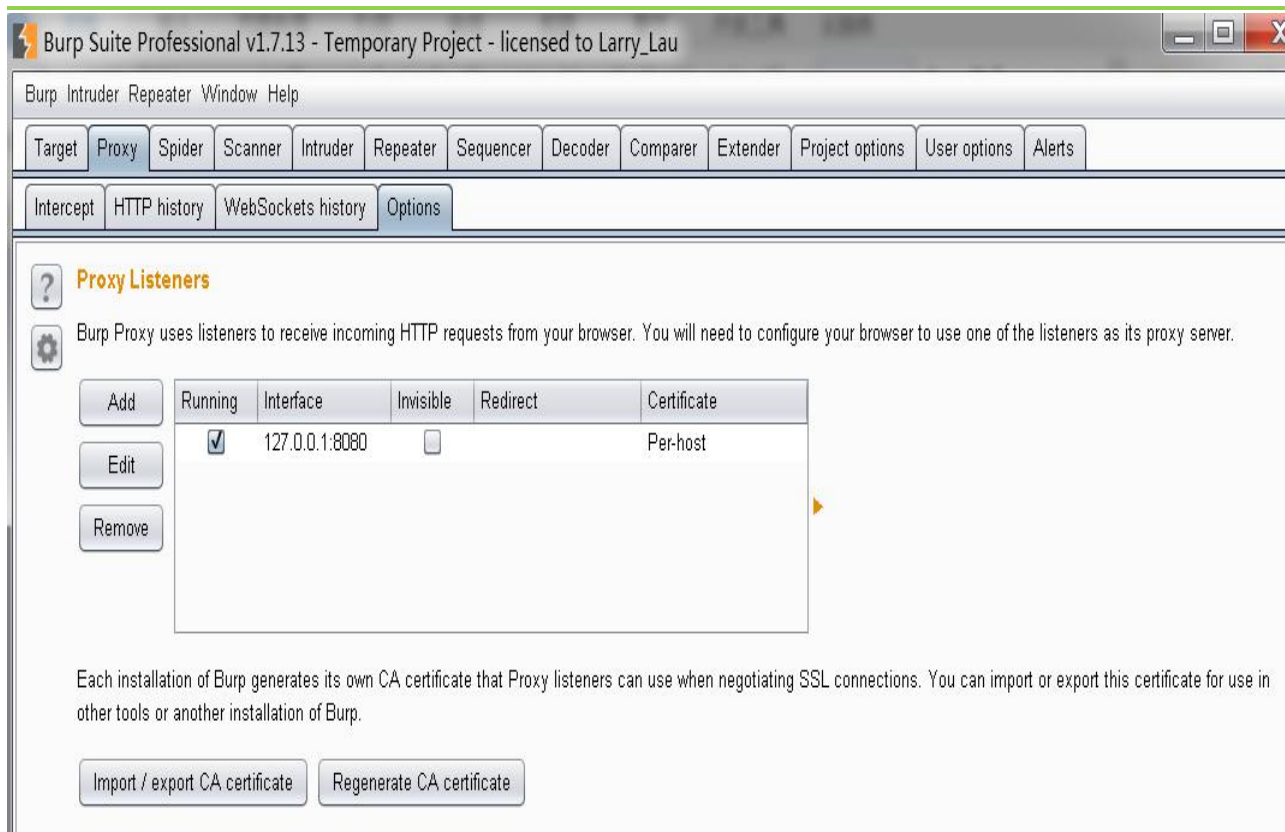 Burp Suite Professional v1.7.13 - Temporary Project - licensed to Larry_Lau
Burp Intruder Repeater Window Help
Target Proxy Spider Scanner Intruder Repeater Sequencer Decoder Comparer Extender Project options User options Alerts
Intercept HTTP history WebSockets history Options
? Proxy Listeners
Burp Proxy uses listeners to receive incoming HTTP requests from your browser. You will need to configure your browser to use one of the listeners as its proxy server.
Add Running Interface Invisible Redirect Certificate
127.0.0.1:8080 Per-host
Edit
Remove
Each installation of Burp generates its own CA certificate that Proxy listeners can use when negotiating SSL connections. You can import or export this certificate for use in
other tools or another installation of Burp.
Import / export CA certificate Regenerate CA certificate